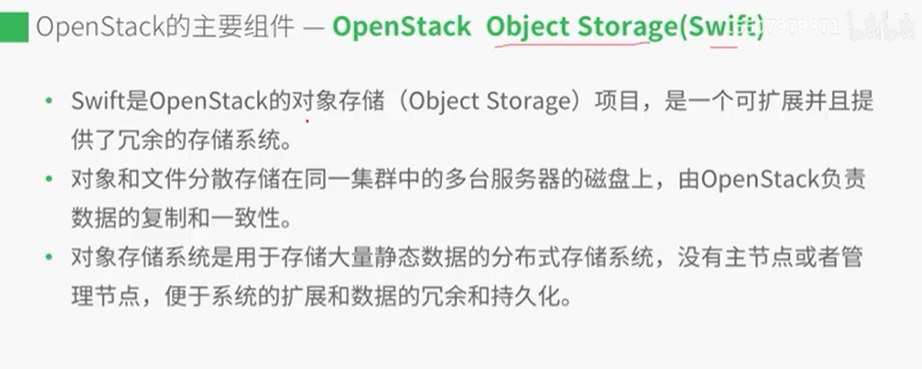 OpenStack的主要组件 — OpenStack Object Storage(Swift)
• Swift是OpenStack的对象存储（Object Storage）项目，是一个可扩展并且提
供了冗余的存储系统。
• 对象和文件分散存储在同一集群中的多台服务器的磁盘上，由OpenStack负责
数据的复制和一致性。
• 对象存储系统是用于存储大量静态数据的分布式存储系统，没有主节点或者管
理节点，便于系统的扩展和数据的冗余和持久化。